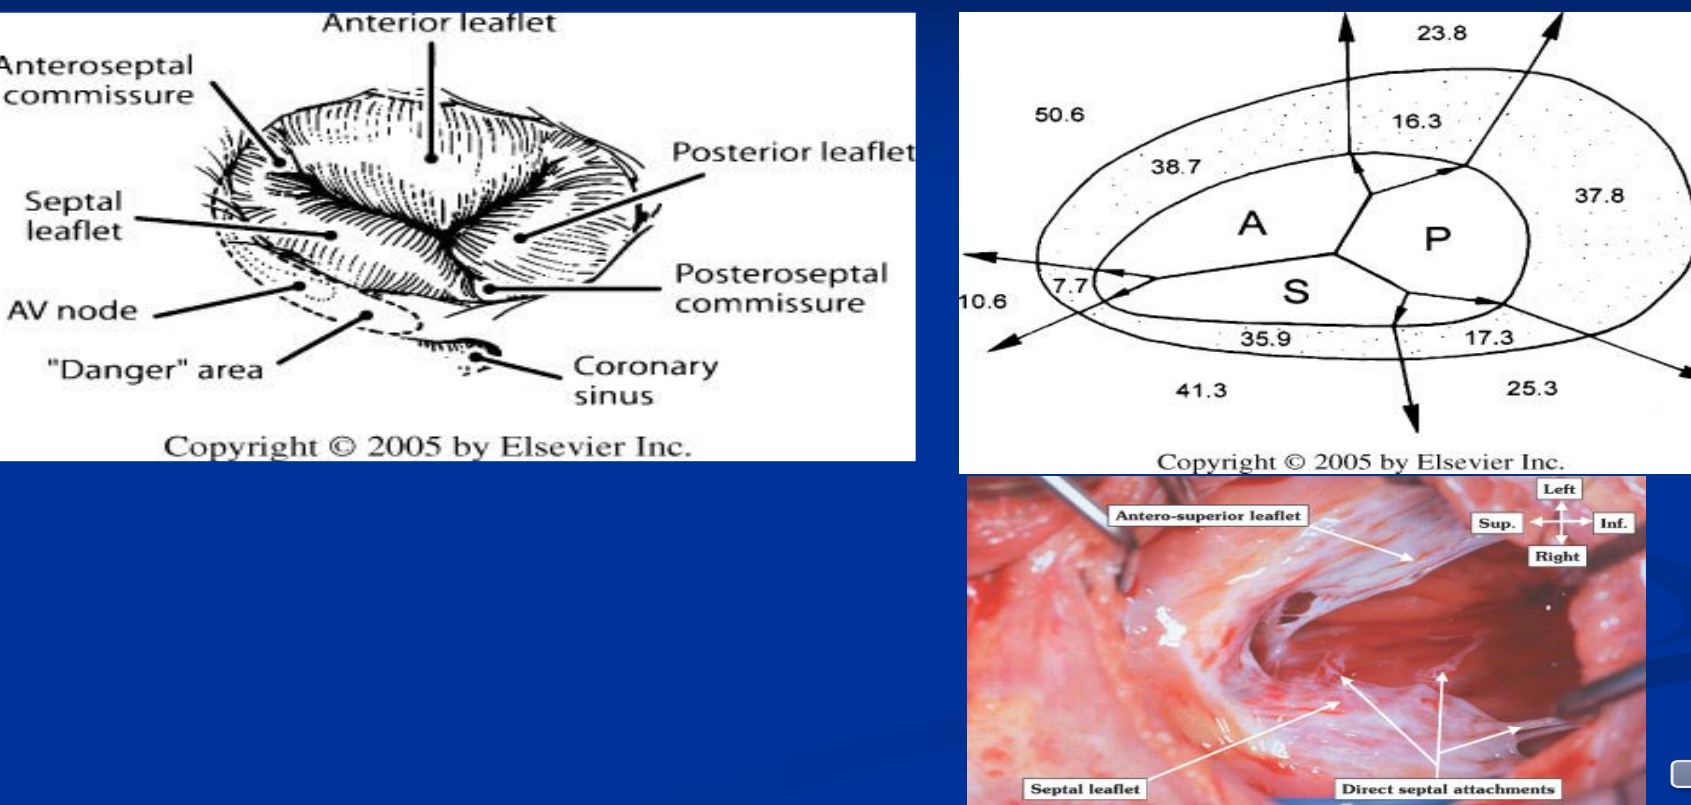 Anterior leaflet
Anteroseptal
commissure
Posterior leaflet
Septal
leaflet
Posteroseptal
commissure
AV node
"Danger" area
Coronary
sinus
Copyright © 2005 by Elsevier Inc.
23.8
50.6
16.3
38.7
37.8
A
P
7.7
S
10.6
35.9
17.3
41.3
25.3
Copyright © 2005 by Elsevier Inc.
Left
Antero-superior leaflet
Sup.
Inf.
Right
Septal leaflet
Direct septal attachments